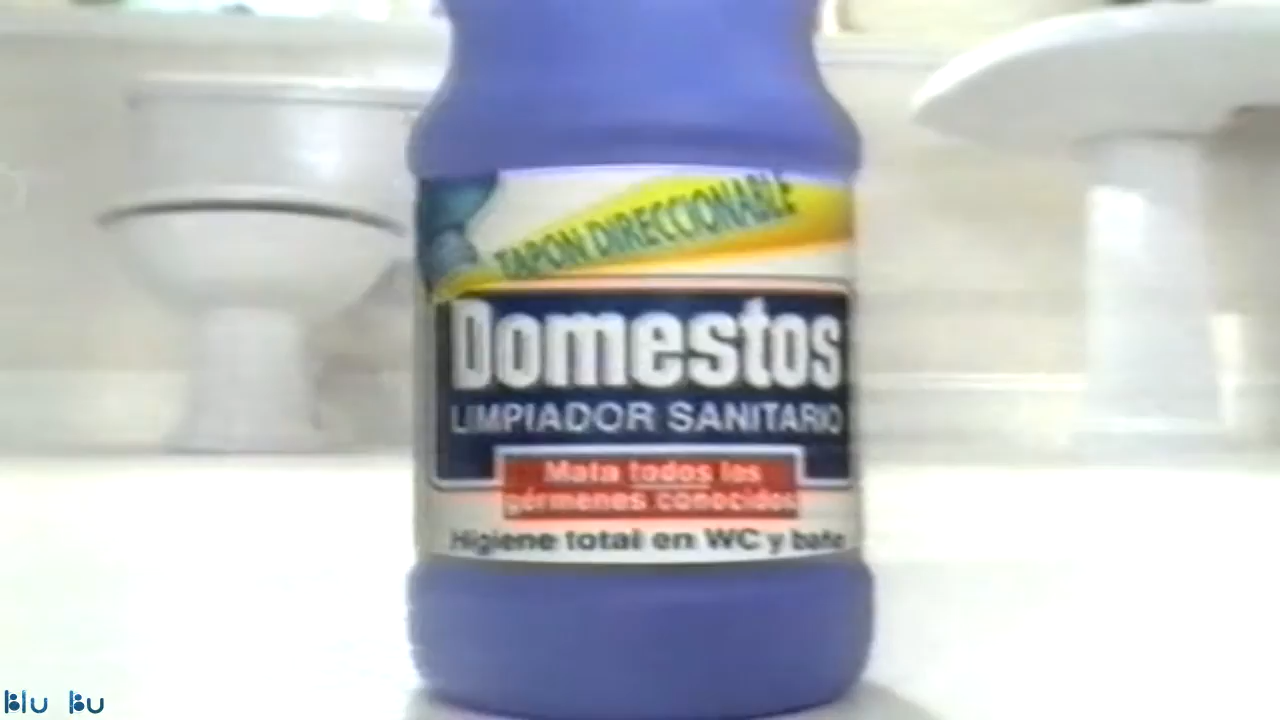 TAPON DIRECCIONABLE
Domestos
LIMPIADOR SANITARIO
Mata todos los
gérmenes conocidos
Higiene total en WC y baño
Blu Bu